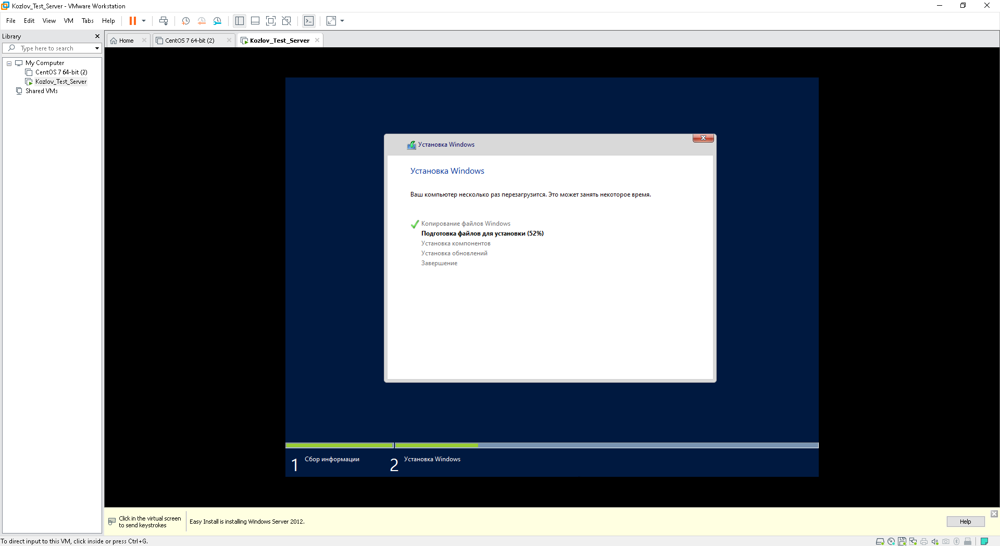 Kozlov_Test_Server - VMware Workstation
File Edit View VM Tabs Help
Library
Type here to search
My Computer
CentOS 7 64-bit (2)
Kozlov_Test_Server
Shared VMs
Home
CentOS 7 64-bit (2)
Kozlov_Test_Server
Установка Windows
Установка Windows
Ваш компьютер несколько раз перезагрузится. Это может занять некоторое время.
Копирование файлов Windows
Подготовка файлов для установки (52%)
Установка компонентов
Установка обновлений
Завершение
1 Сбор информации
2 Установка Windows
Click in the virtual screen
to send keystrokes
Easy Install is installing Windows Server 2012.
Help
To direct input to this VM, click inside or press Ctrl+G.